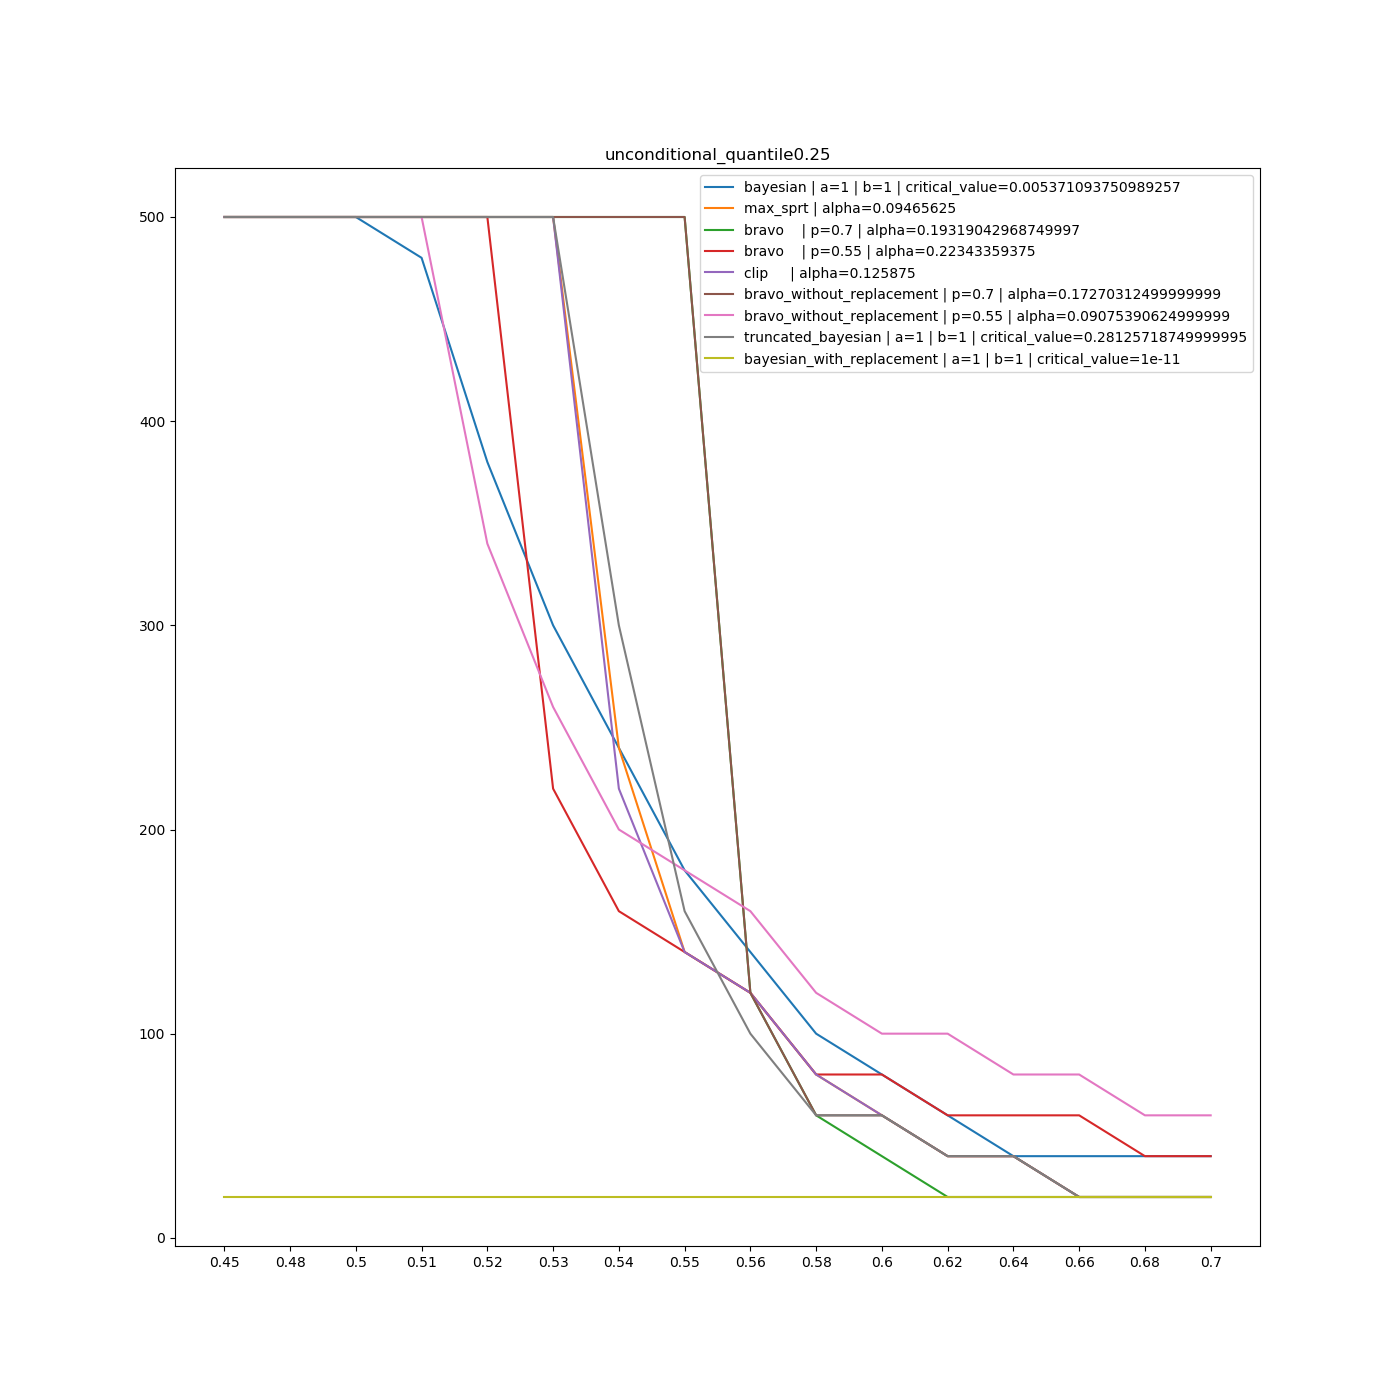 unconditional_quantile0.25
bayesian | a=1 | b=1 | critical_value=0.005371093750989257
max_sprt | alpha=0.09465625
bravo    | p=0.7 | alpha=0.19319042968749997
bravo    | p=0.55 | alpha=0.22343359375
clip     | alpha=0.125875
bravo_without_replacement | p=0.7 | alpha=0.17270312499999999
bravo_without_replacement | p=0.55 | alpha=0.09075390624999999
truncated_bayesian | a=1 | b=1 | critical_value=0.28125718749999995
bayesian_with_replacement | a=1 | b=1 | critical_value=1e-11
500
400
300
200
100
0
0.45 0.48 0.5 0.51 0.52 0.53 0.54 0.55 0.56 0.58 0.6 0.62 0.64 0.66 0.68 0.7